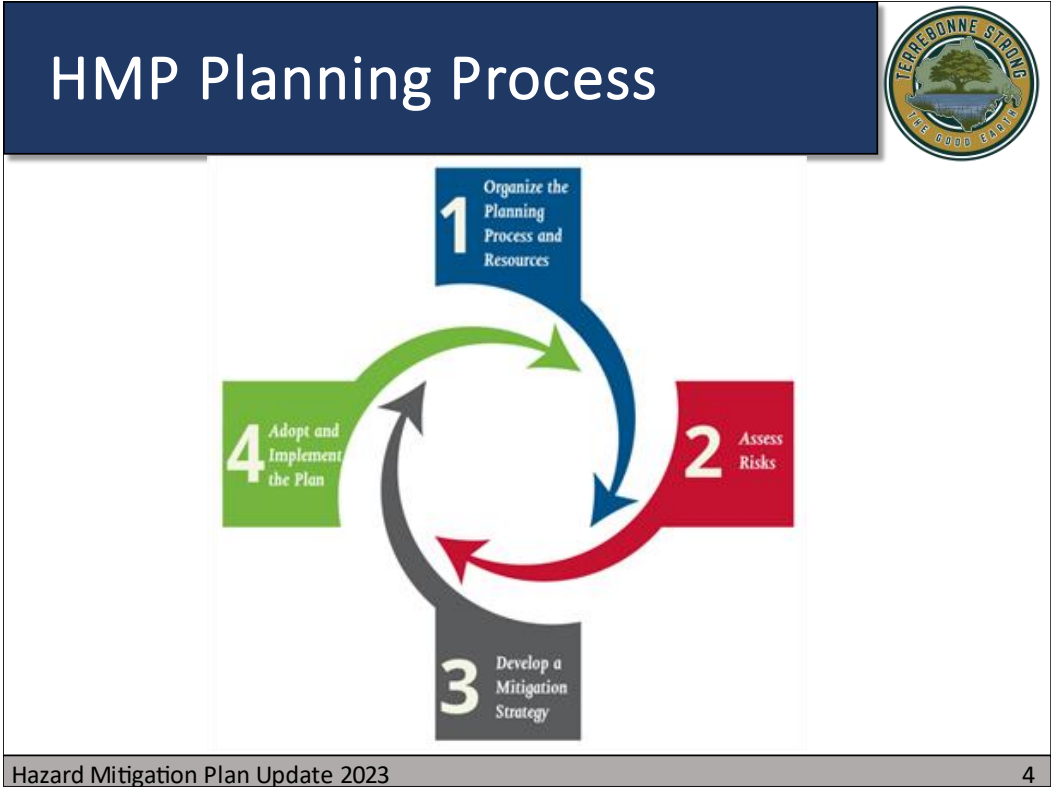 HMP Planning Process
TERREBONNE STRONG
THE GOOD EARTH
1
Organize the
Planning
Process and
Resources
2
Assess
Risks
3
Develop a
Mitigation
Strategy
4
Adopt and
Implement
the Plan
Hazard Mitigation Plan Update 2023
4